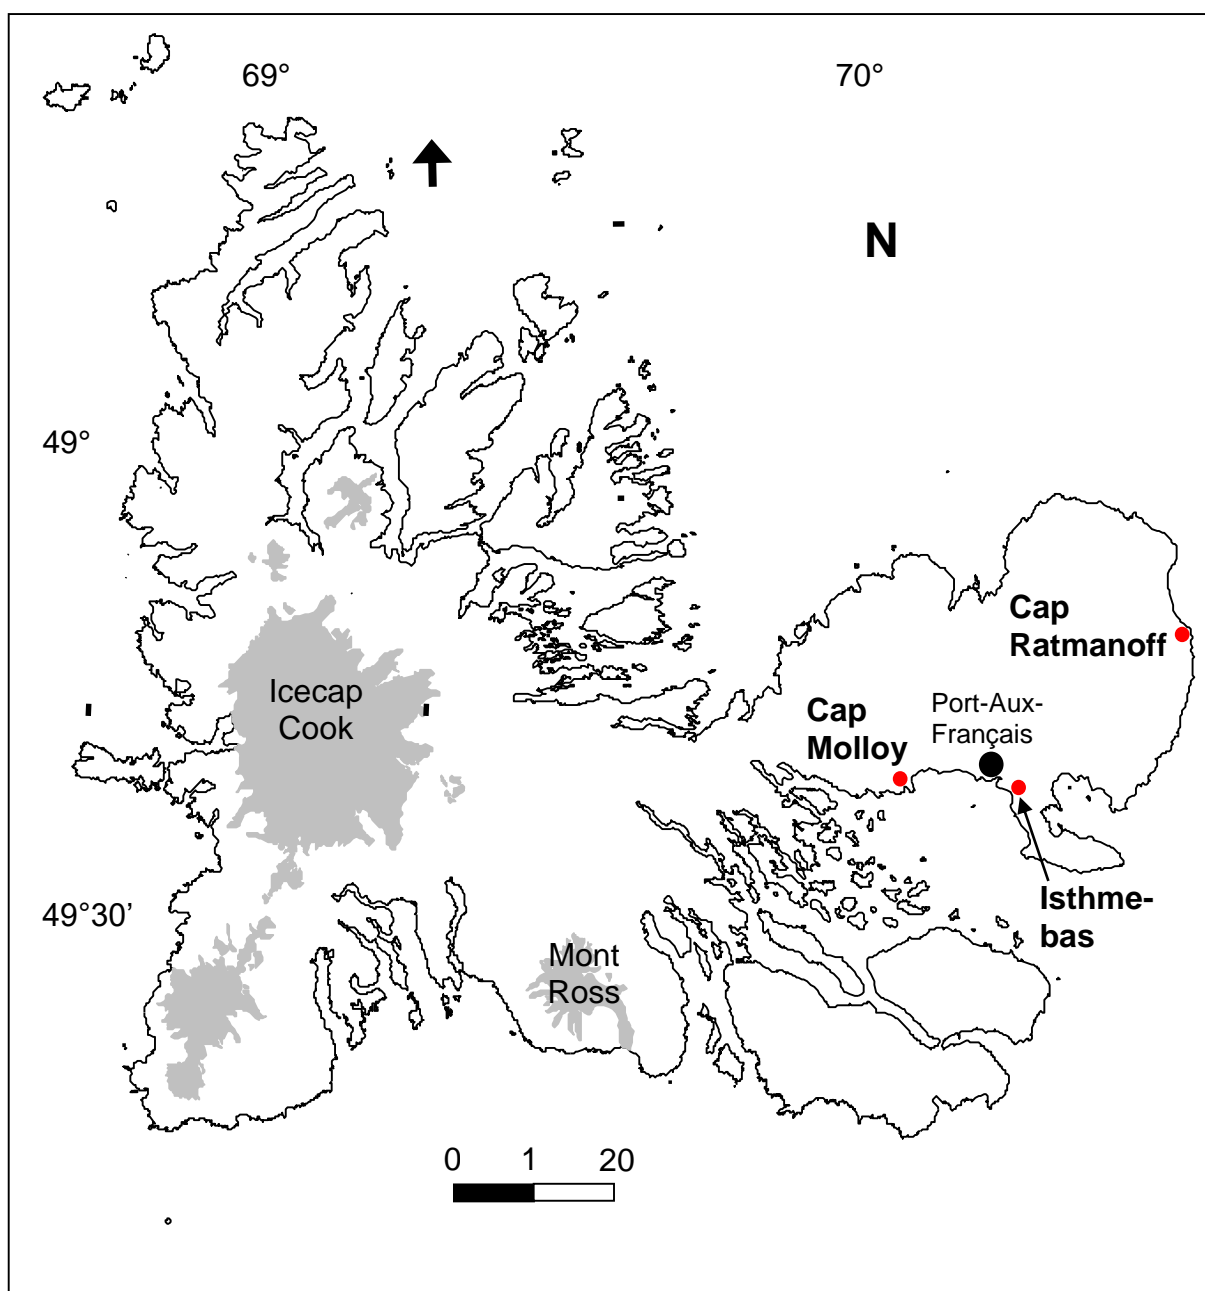 69°
70°
N
49°
Cap
Ratmanoff
Icecap
Cook
Cap
Molloy
Port-Aux-
Français
49°30’
Isthme-
bas
Mont
Ross
0 1 20